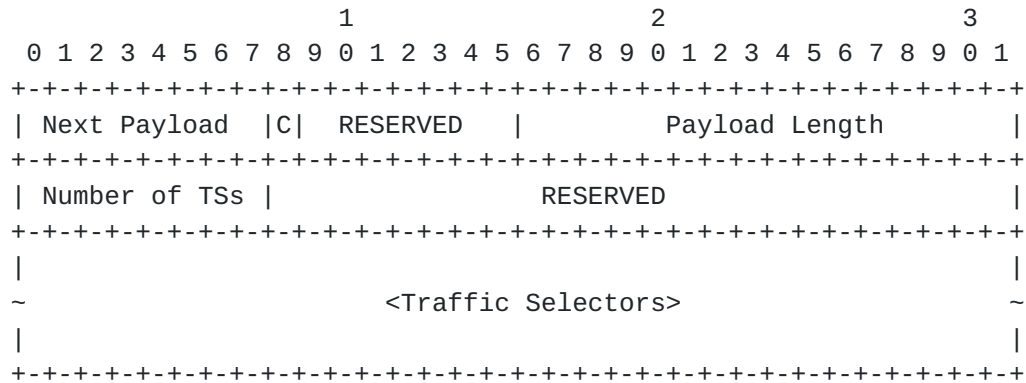 1                   2                   3
 0 1 2 3 4 5 6 7 8 9 0 1 2 3 4 5 6 7 8 9 0 1 2 3 4 5 6 7 8 9 0 1
+-+-+-+-+-+-+-+-+-+-+-+-+-+-+-+-+-+-+-+-+-+-+-+-+-+-+-+-+-+-+-+-+
| Next Payload  |C|  RESERVED   |         Payload Length        |
+-+-+-+-+-+-+-+-+-+-+-+-+-+-+-+-+-+-+-+-+-+-+-+-+-+-+-+-+-+-+-+-+
| Number of TSs |                 RESERVED                      |
+-+-+-+-+-+-+-+-+-+-+-+-+-+-+-+-+-+-+-+-+-+-+-+-+-+-+-+-+-+-+-+-+
|                                                               |
~                       <Traffic Selectors>                     ~
|                                                               |
+-+-+-+-+-+-+-+-+-+-+-+-+-+-+-+-+-+-+-+-+-+-+-+-+-+-+-+-+-+-+-+-+